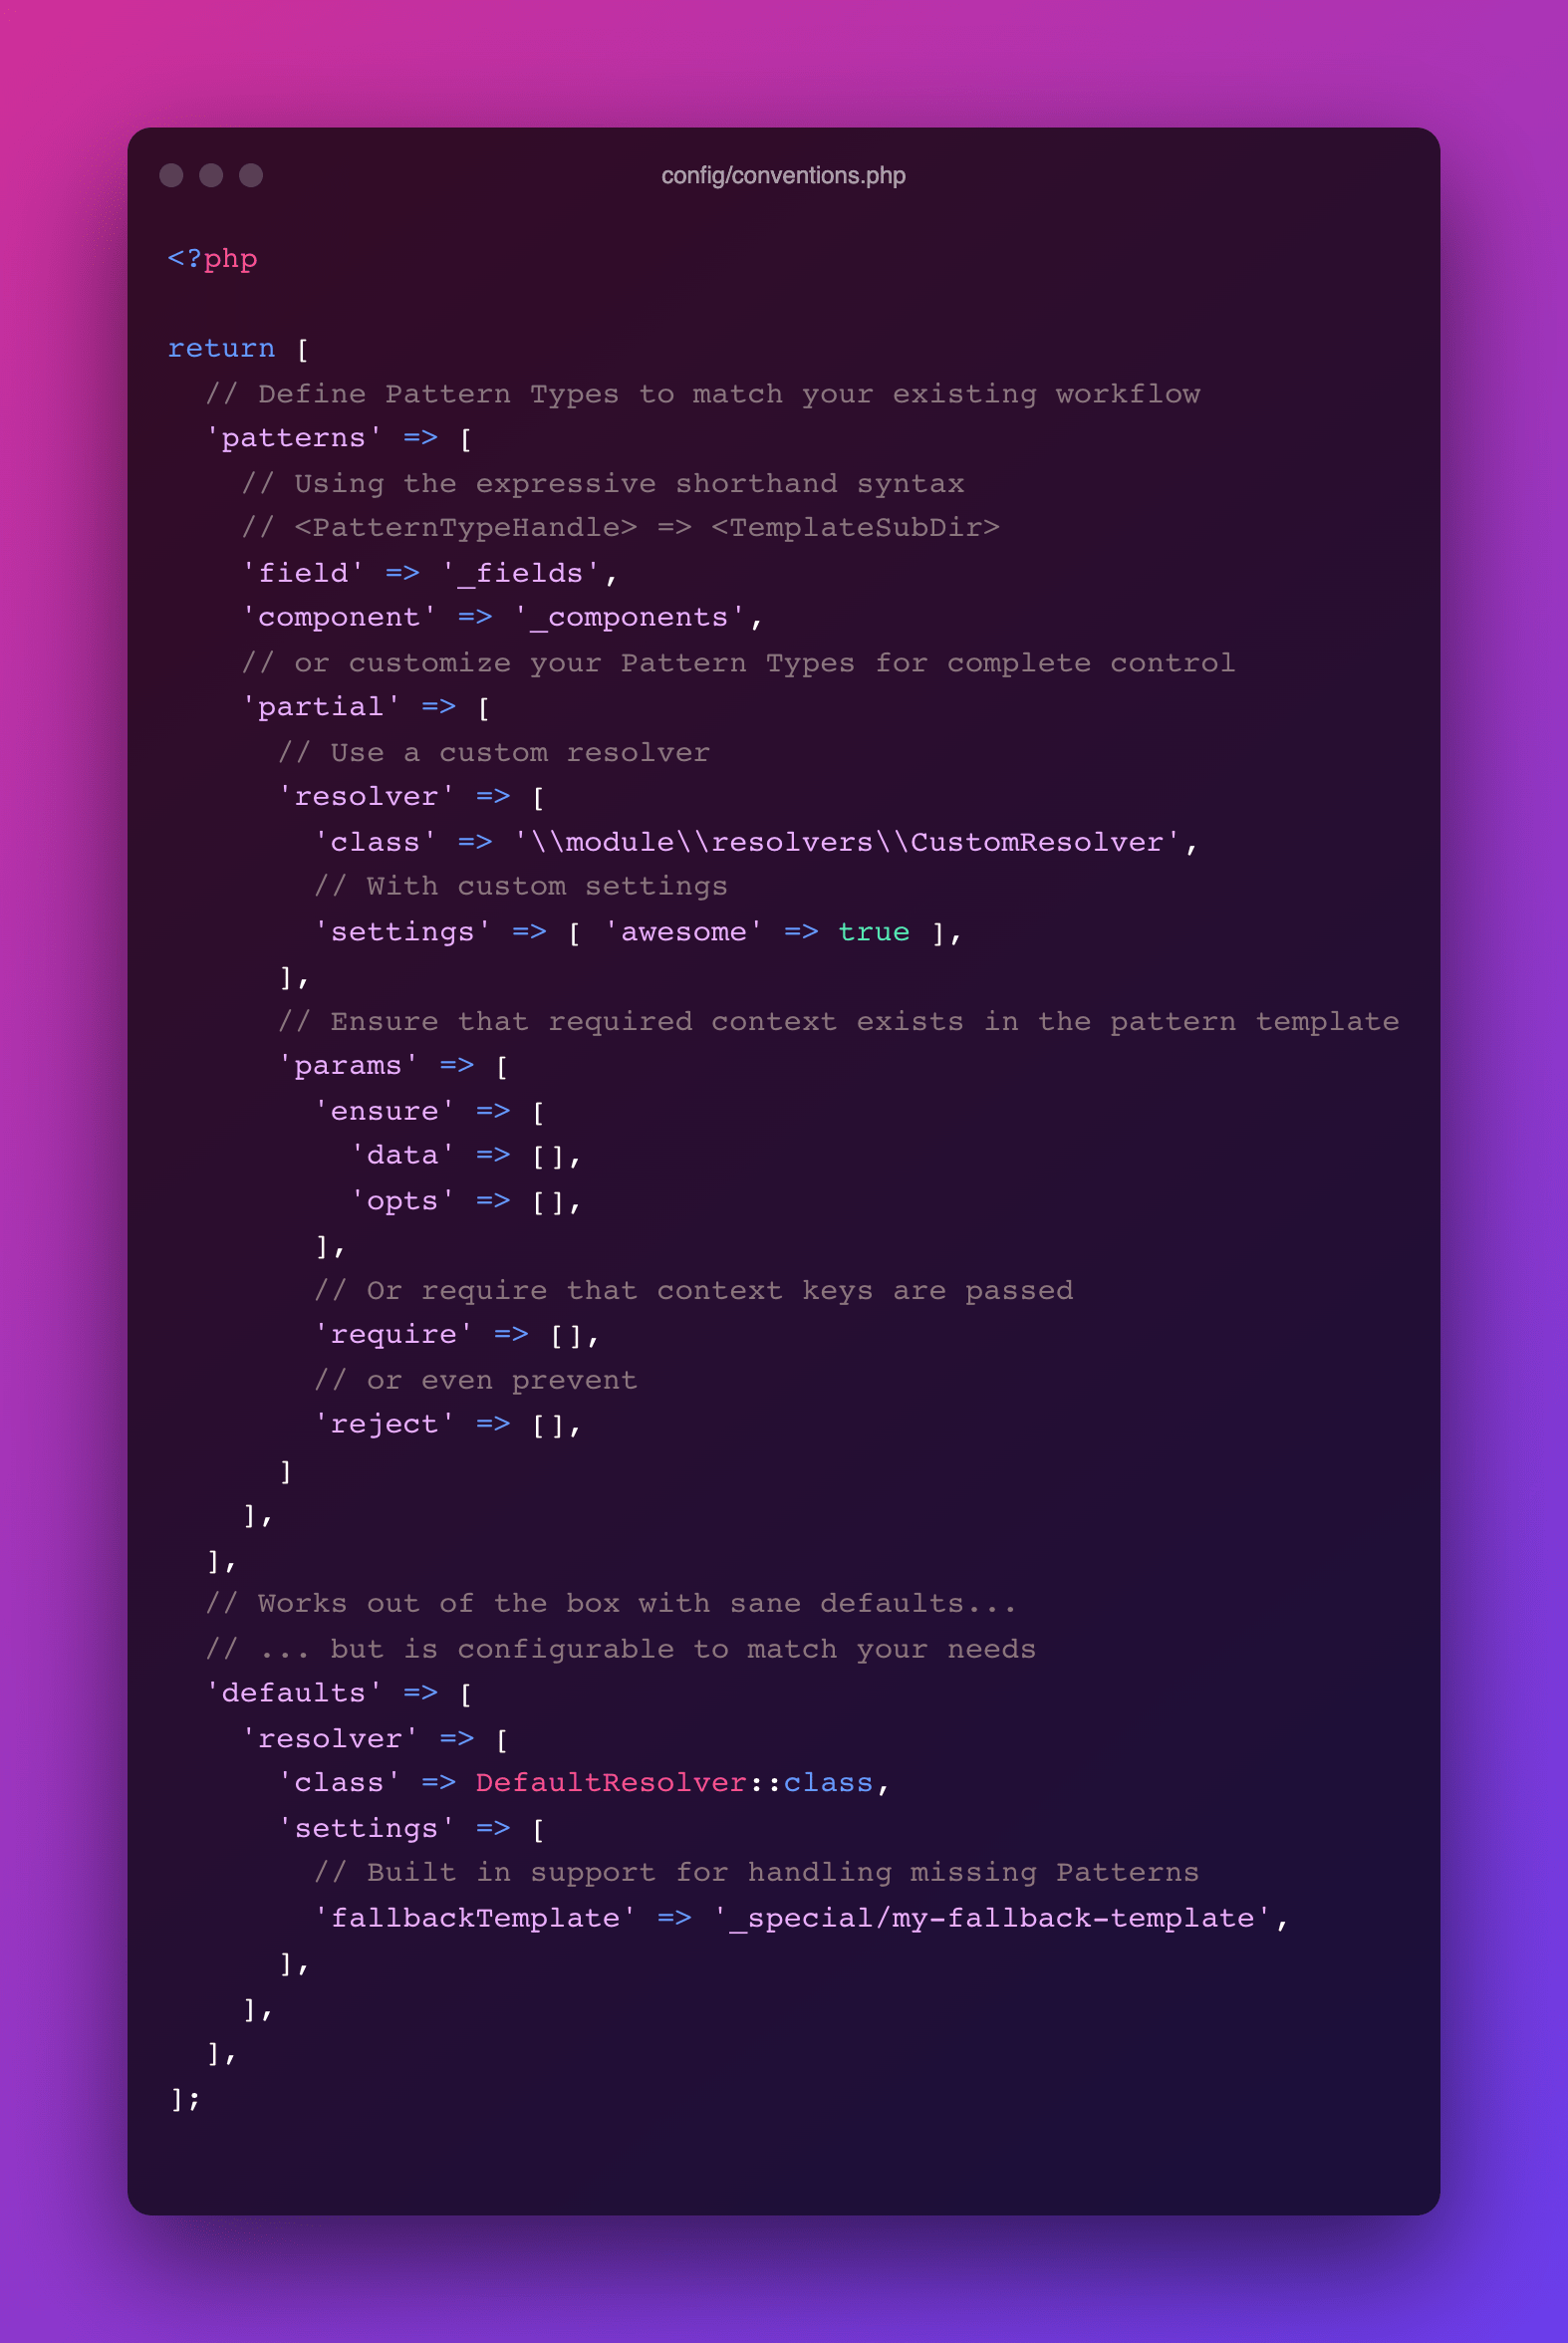 config/conventions.php
<?php
return [
  // Define Pattern Types to match your existing workflow
  'patterns' => [
    // Using the expressive shorthand syntax
    // <PatternTypeHandle> => <TemplateSubDir>
    'field' => '_fields',
    'component' => '_components',
    // or customize your Pattern Types for complete control
    'partial' => [
      // Use a custom resolver
      'resolver' => [
        'class' => '\\module\\resolvers\\CustomResolver',
        // With custom settings
        'settings' => [ 'awesome' => true ],
      ],
      // Ensure that required context exists in the pattern template
      'params' => [
        'ensure' => [
          'data' => [],
          'opts' => [],
        ],
        // Or require that context keys are passed
        'require' => [],
        // or even prevent
        'reject' => [],
      ]
    ],
  ],
  // Works out of the box with sane defaults...
  // ... but is configurable to match your needs
  'defaults' => [
    'resolver' => [
      'class' => DefaultResolver::class,
      'settings' => [
        // Built in support for handling missing Patterns
        'fallbackTemplate' => '_special/my-fallback-template',
      ],
    ],
  ],
];